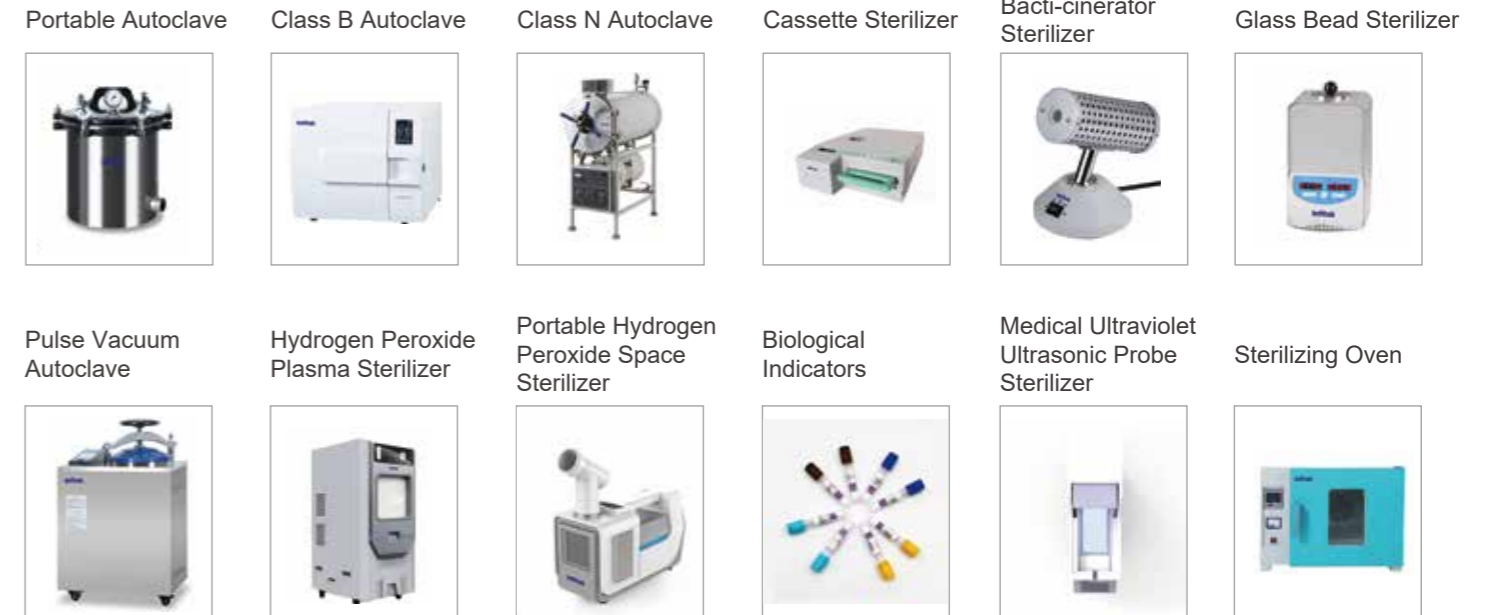 Portable Autoclave
Class B Autoclave
Class N Autoclave
Cassette Sterilizer
Bacti-cinerator
Sterilizer
Glass Bead Sterilizer
Pulse Vacuum
Autoclave
Hydrogen Peroxide
Plasma Sterilizer
Portable Hydrogen
Peroxide Space
Sterilizer
Biological
Indicators
Medical Ultraviolet
Ultrasonic Probe
Sterilizer
Sterilizing Oven